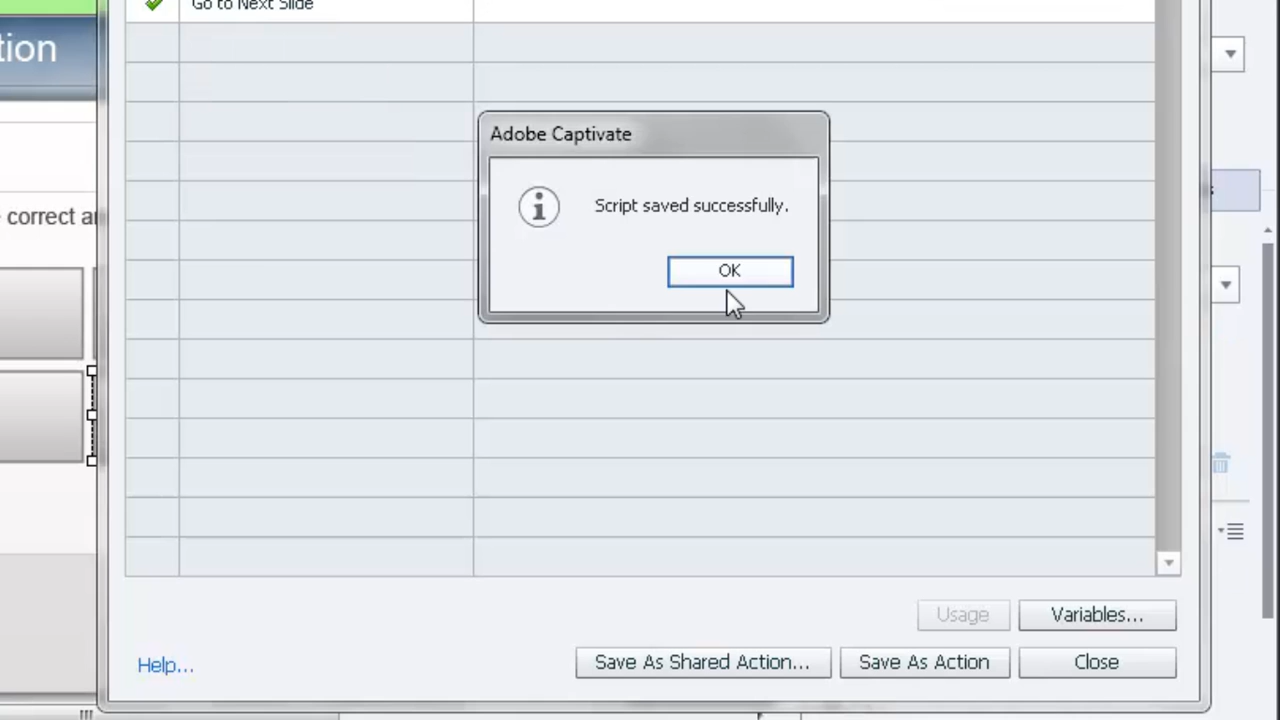 Go to Next Slide
tion
Adobe Captivate
Script saved successfully.
correct
OK
Usage
Variables...
Help...
Save As Shared Action...
Save As Action
Close